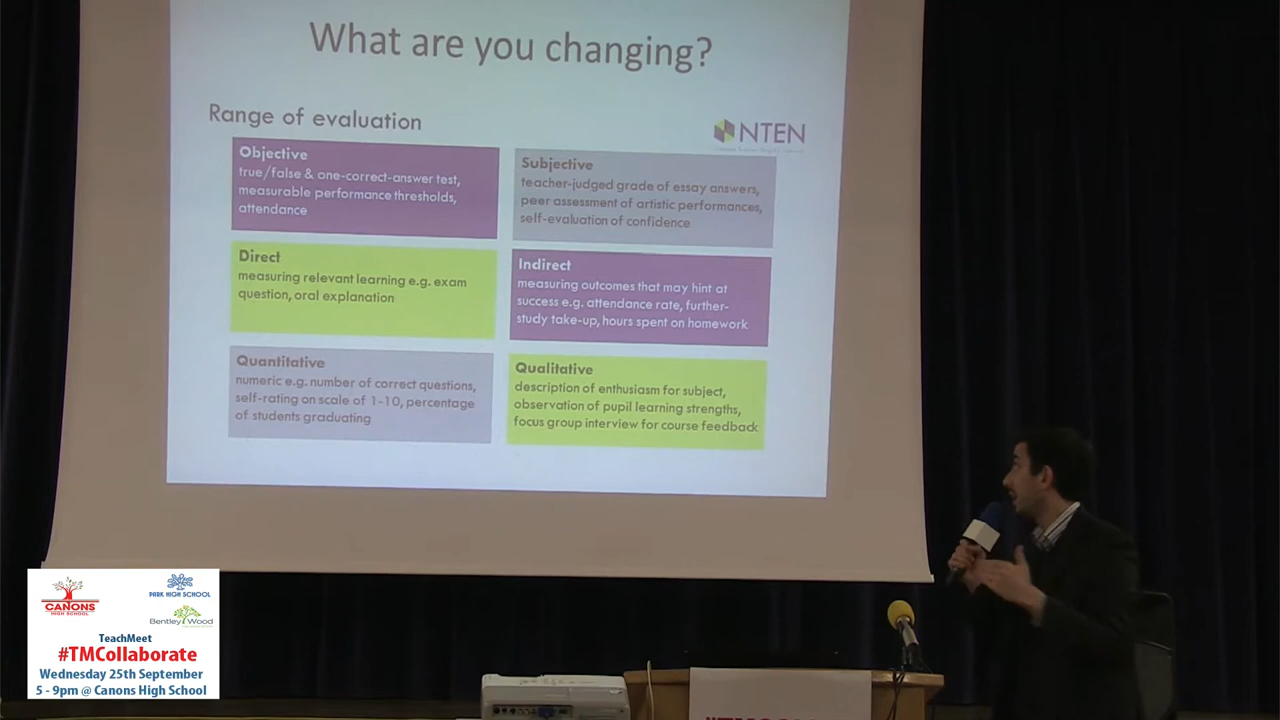 What are you changing?
Range of evaluation
NTEN
Objective
true/false & one-correct-answer test,
measurable performance thresholds,
attendance
Subjective
teacher-judged grade of essay answers,
peer assessment of artistic performances,
self-evaluation of confidence
Direct
measuring relevant learning e.g. exam
question, oral explanation
Indirect
measuring outcomes that may hint at
success e.g. attendance rate, further-
study take-up, hours spent on homework
Quantitative
numeric e.g. number of correct questions,
self-rating on scale of 1-10, percentage
of students graduating
Qualitative
description of enthusiasm for subject,
observation of pupil learning strengths,
focus group interview for course feedback
CANONS
HIGH SCHOOL
PARK HIGH SCHOOL
Bentley Wood
TeachMeet
#TMCollaborate
Wednesday 25th September
5 - 9pm @ Canons High School